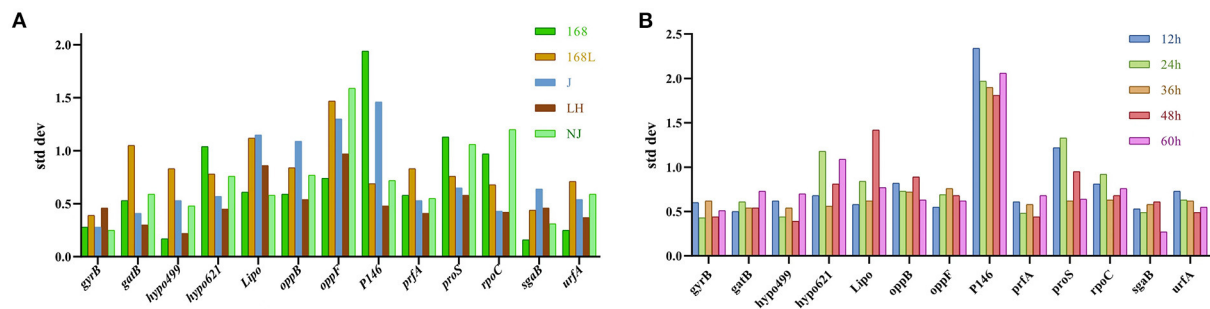 A
std dev
2.0
1.5
1.0
0.5
0.0
168
168L
J
LH
NJ
gyrB
gatB
hypo499
hypo621
Lipo
oppB
oppF
P146
prfA
proS
rpoC
sgaB
urfA
B
std dev
2.5
2.0
1.5
1.0
0.5
0.0
12h
24h
36h
48h
60h
gyrB
gatB
hypo499
hypo621
Lipo
oppB
oppF
P146
prfA
proS
rpoC
sgaB
urfA